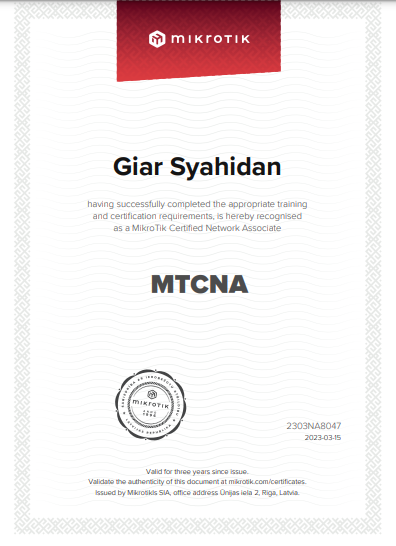 MikroTik
Giar Syahidan
having successfully completed the appropriate training
and certification requirements, is hereby recognised
as a MikroTik Certified Network Associate
MTCNA
MIKROTIK
2303NA8047
2023-03-15
Valid for three years since issue.
Validate the authenticity of this document at mikrotik.com/certificates.
Issued by Mikrotikls SIA, office address Ūnijas iela 2, Riga, Latvia.